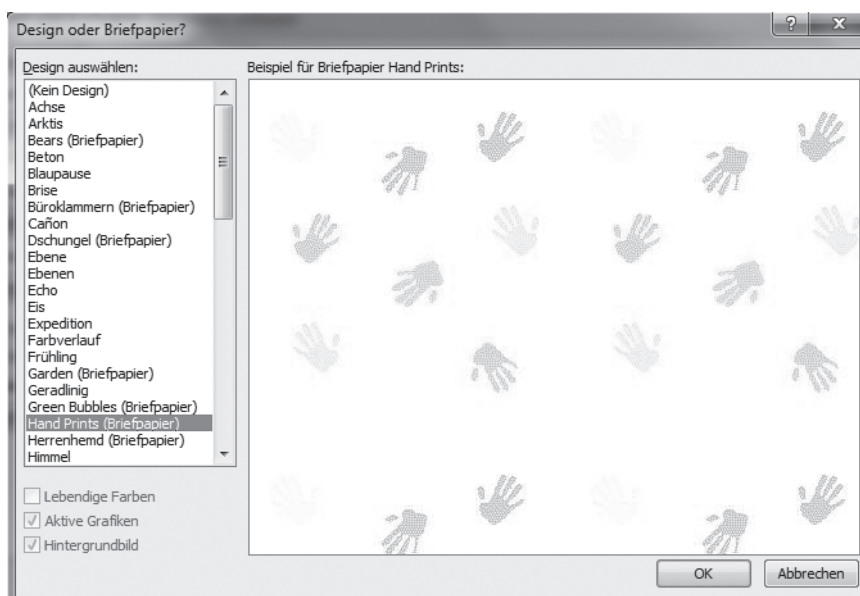 Design oder Briefpapier?
Design auswählen:
(Kein Design)
Achse
Arktis
Bears (Briefpapier)
Beton
Blaupause
Brise
Büroklammern (Briefpapier)
Cañon
Dschungel (Briefpapier)
Ebene
Ebenen
Echo
Eis
Expedition
Farbverlauf
Frühling
Garden (Briefpapier)
Geradlinig
Green Bubbles (Briefpapier)
Hand Prints (Briefpapier)
Herrenhemd (Briefpapier)
Himmel
Lebendige Farben
Aktive Grafiken
Hintergrundbild
Beispiel für Briefpapier Hand Prints:
OK
Abbrechen